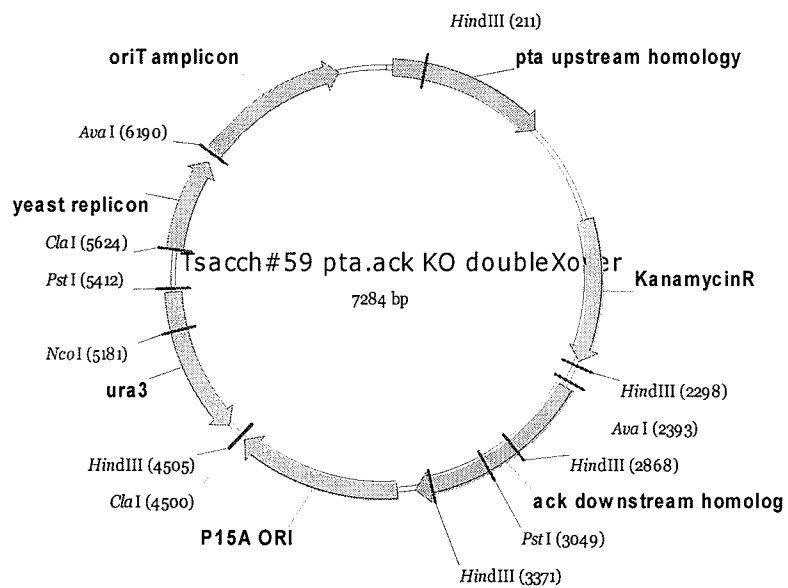 HindIII (211)
oriT amplicon
pta upstream homology
AvaI (6190)
yeast replicon
ClaI (5624)
Tsacch#59 pta.ack KO doubleXover
PstI (5412)
7284 bp
KanamycinR
NcoI (5181)
ura3
HindIII (2298)
AvaI (2393)
HindIII (4505)
HindIII (2868)
ClaI (4500)
ack downstream homolog
P15A ORI
PstI (3049)
HindIII (3371)